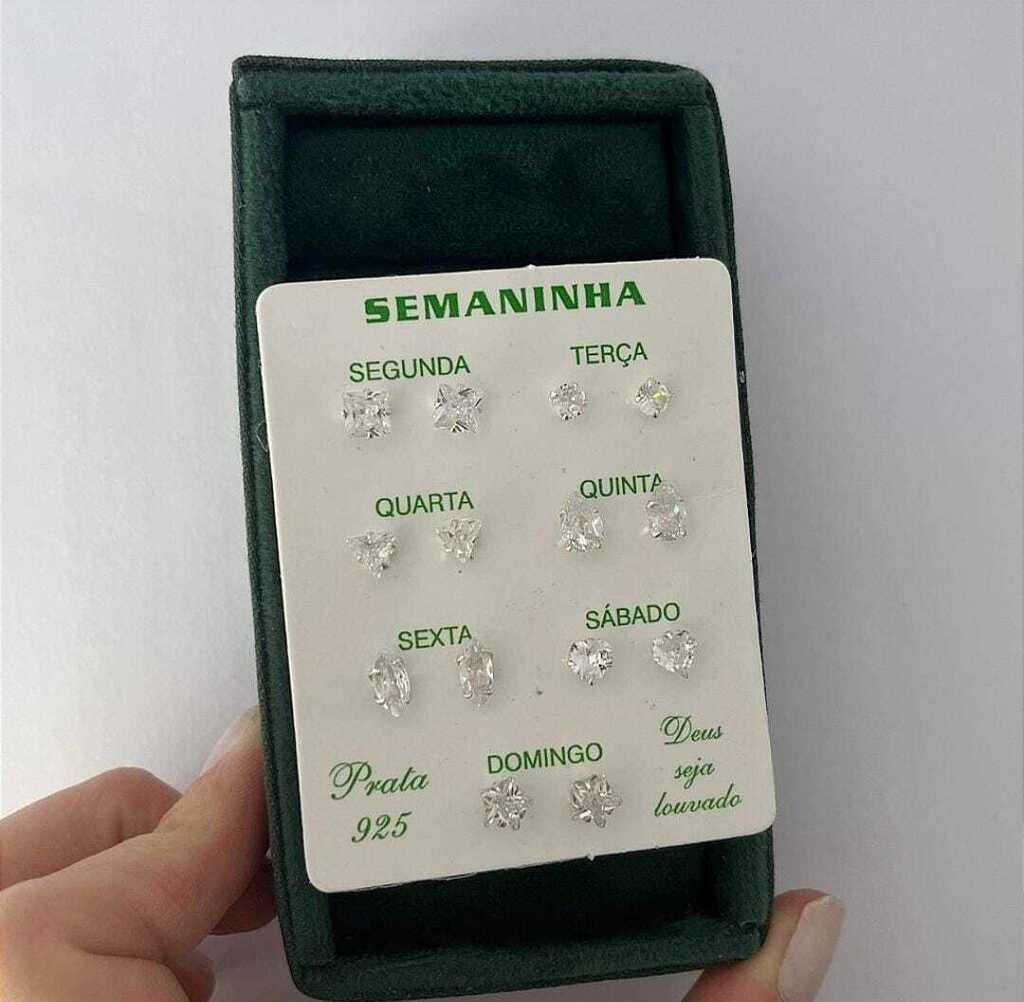 SEMANINHA
SEGUNDA
TERÇA
QUARTA
QUINTA
SEXTA
SÁBADO
DOMINGO
Prata
925
Deus
seja
louvado